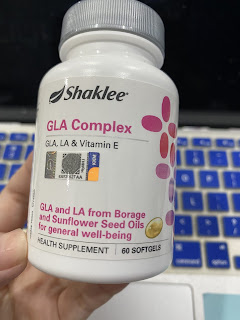 Shaklee®
GLA Complex
GLA, LA & Vitamin E
GLA and LA from Borage
and Sunflower Seed Oils
for general well-being
HEALTH SUPPLEMENT 60 SOFTGELS